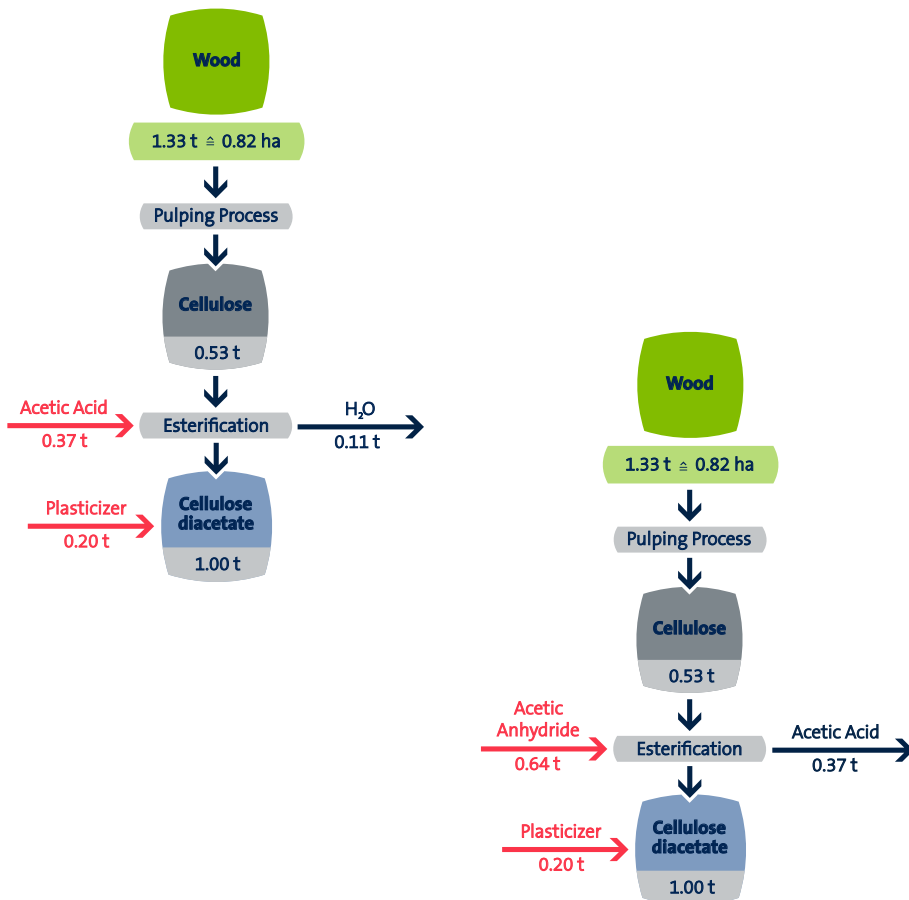 Wood
1.33 t ≙ 0.82 ha
Pulping Process
Cellulose
0.53 t
Acetic Acid
0.37 t
Esterification
H₂O
0.11 t
Plasticizer
0.20 t
Cellulose
diacetate
1.00 t
Wood
1.33 t ≙ 0.82 ha
Pulping Process
Cellulose
0.53 t
Acetic
Anhydride
0.64 t
Esterification
Acetic Acid
0.37 t
Plasticizer
0.20 t
Cellulose
diacetate
1.00 t